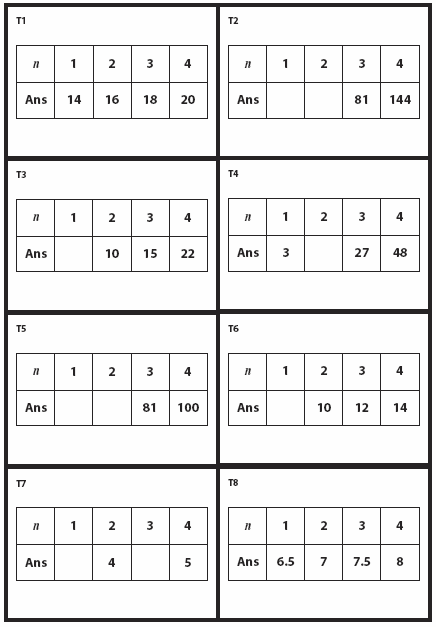 T1
n 1 2 3 4
Ans 14 16 18 20
T2
n 1 2 3 4
Ans 81 144
T3
n 1 2 3 4
Ans 10 15 22
T4
n 1 2 3 4
Ans 3 27 48
T5
n 1 2 3 4
Ans 81 100
T6
n 1 2 3 4
Ans 10 12 14
T7
n 1 2 3 4
Ans 4 5
T8
n 1 2 3 4
Ans 6.5 7 7.5 8